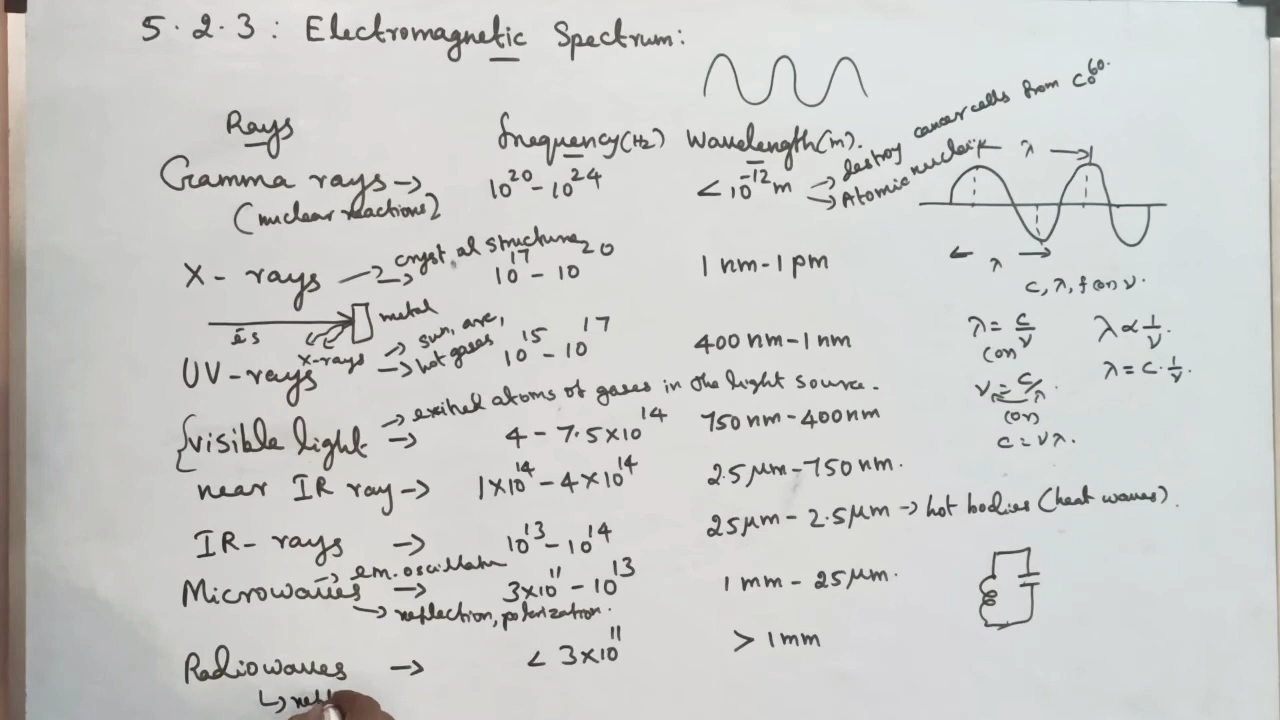 5.2.3 : Electromagnetic Spectrum:
Rays frequency(Hz) Wavelength(m).
Gamma rays → 10^20 - 10^24 < 10^-12 m → destroy cancer cells from Co^60.
→ Atomic nuclei
(nuclear reactions)
λ
λ
X-rays → crystal structure
→ 10^17 - 10^20 1 nm - 1 pm
c, λ, f (or) ν.
ēs metal
X-rays
λ = c/ν λ ∝ 1/ν.
(or) λ = c·1/ν.
UV-rays → sun, arc,
→ hot gases 10^15 - 10^17 400 nm - 1 nm
ν = c/λ.
(or)
c = νλ.
→ excited atoms of gases in the light source.
{visible light → 4 - 7.5×10^14 750 nm - 400 nm
near IR ray → 1×10^14 - 4×10^14 2.5 μm - 750 nm.
IR-rays → 10^13 - 10^14 25 μm - 2.5 μm → hot bodies (heat waves).
→ em. oscillator
Microwaves → 3×10^11 - 10^13 1 mm - 25 μm.
→ reflection, polarization.
Radiowaves → < 3×10^11 > 1 mm
↳